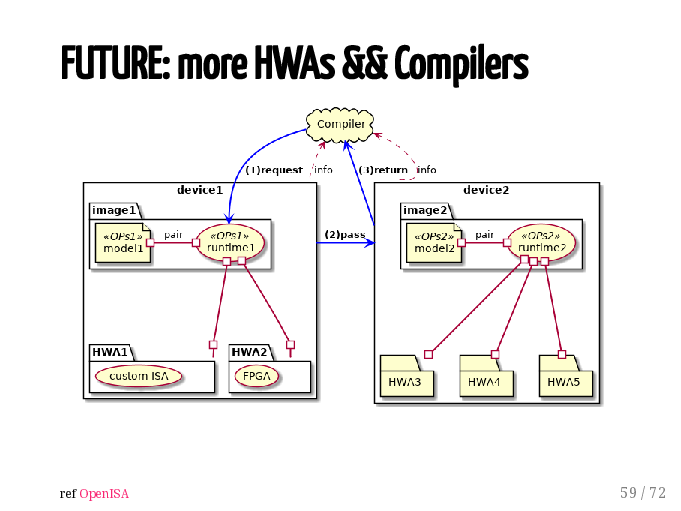 FUTURE: more HWAs && Compilers
Compiler
(1)request
info
(3)return
info
device1
device2
image1
image2
«OPs1»
model1
pair
«OPs1»
runtime1
(2)pass
«OPs2»
model2
pair
«OPs2»
runtime2
HWA1
HWA2
custom ISA
FPGA
HWA3
HWA4
HWA5
ref OpenISA
59 / 72